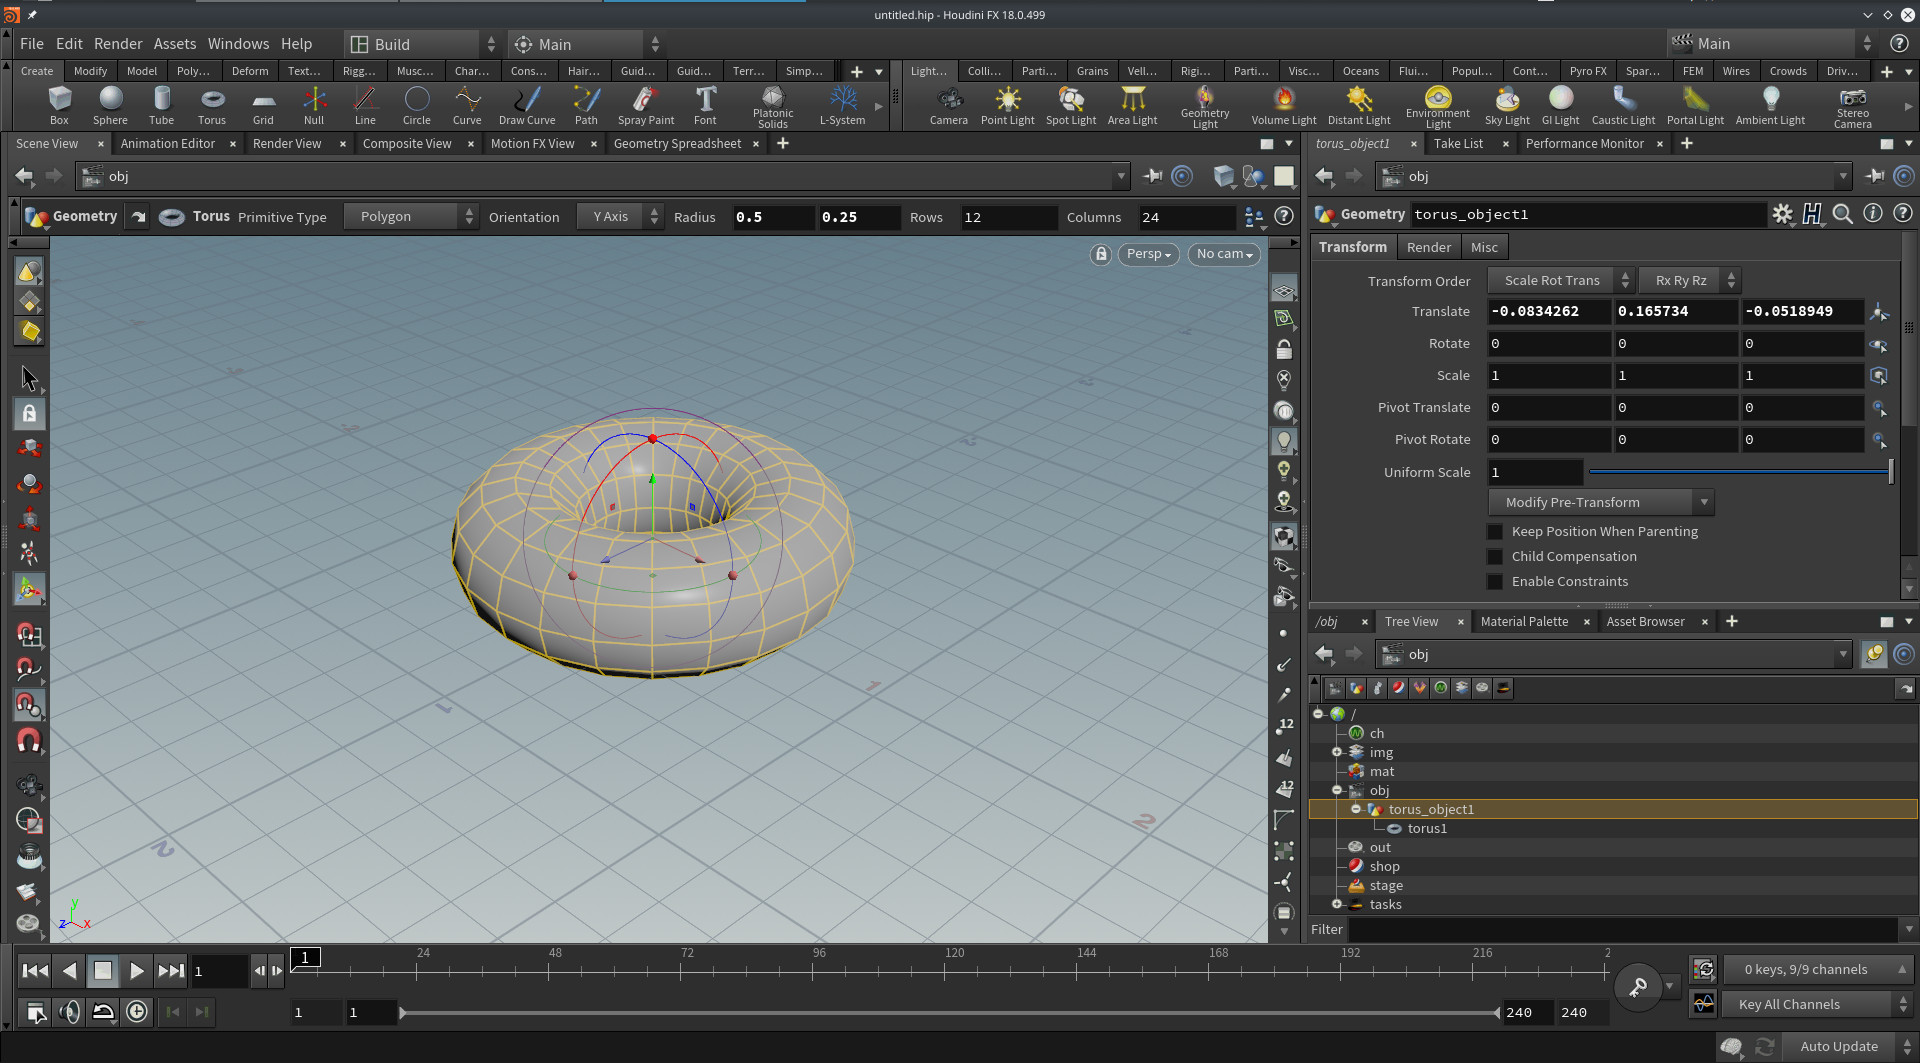 untitled.hip - Houdini FX 18.0.499
File Edit Render Assets Windows Help Build Main Main
Create Modify Model Poly... Deform Text... Rigg... Musc... Char... Cons... Hair... Guid... Guid... Terr... Simp... Light... Colli... Parti... Grains Vell... Rigi... Parti... Visc... Oceans Flui... Popul... Cont... Pyro FX Spar... FEM Wires Crowds Driv...
Box Sphere Tube Torus Grid Null Line Circle Curve Draw Curve Path Spray Paint Font Platonic Solids L-System Camera Point Light Spot Light Area Light Geometry Light Volume Light Distant Light Environment Light Sky Light GI Light Caustic Light Portal Light Ambient Light Stereo Camera
Scene View Animation Editor Render View Composite View Motion FX View Geometry Spreadsheet
obj
Geometry Torus Primitive Type Polygon Orientation Y Axis Radius 0.5 0.25 Rows 12 Columns 24
Persp No cam
1
2
1
2
12
12
y
z x
torus_object1 Take List Performance Monitor
obj
Geometry torus_object1
Transform Render Misc
Transform Order Scale Rot Trans Rx Ry Rz
Translate -0.0834262 0.165734 -0.0518949
Rotate 0 0 0
Scale 1 1 1
Pivot Translate 0 0 0
Pivot Rotate 0 0 0
Uniform Scale 1
Modify Pre-Transform
Keep Position When Parenting
Child Compensation
Enable Constraints
/obj Tree View Material Palette Asset Browser
obj
/
ch
img
mat
obj
torus_object1
torus1
out
shop
stage
tasks
Filter
1 24 48 72 96 120 144 168 192 216 2
1
0 keys, 9/9 channels
1 1 240 240
Key All Channels
Auto Update